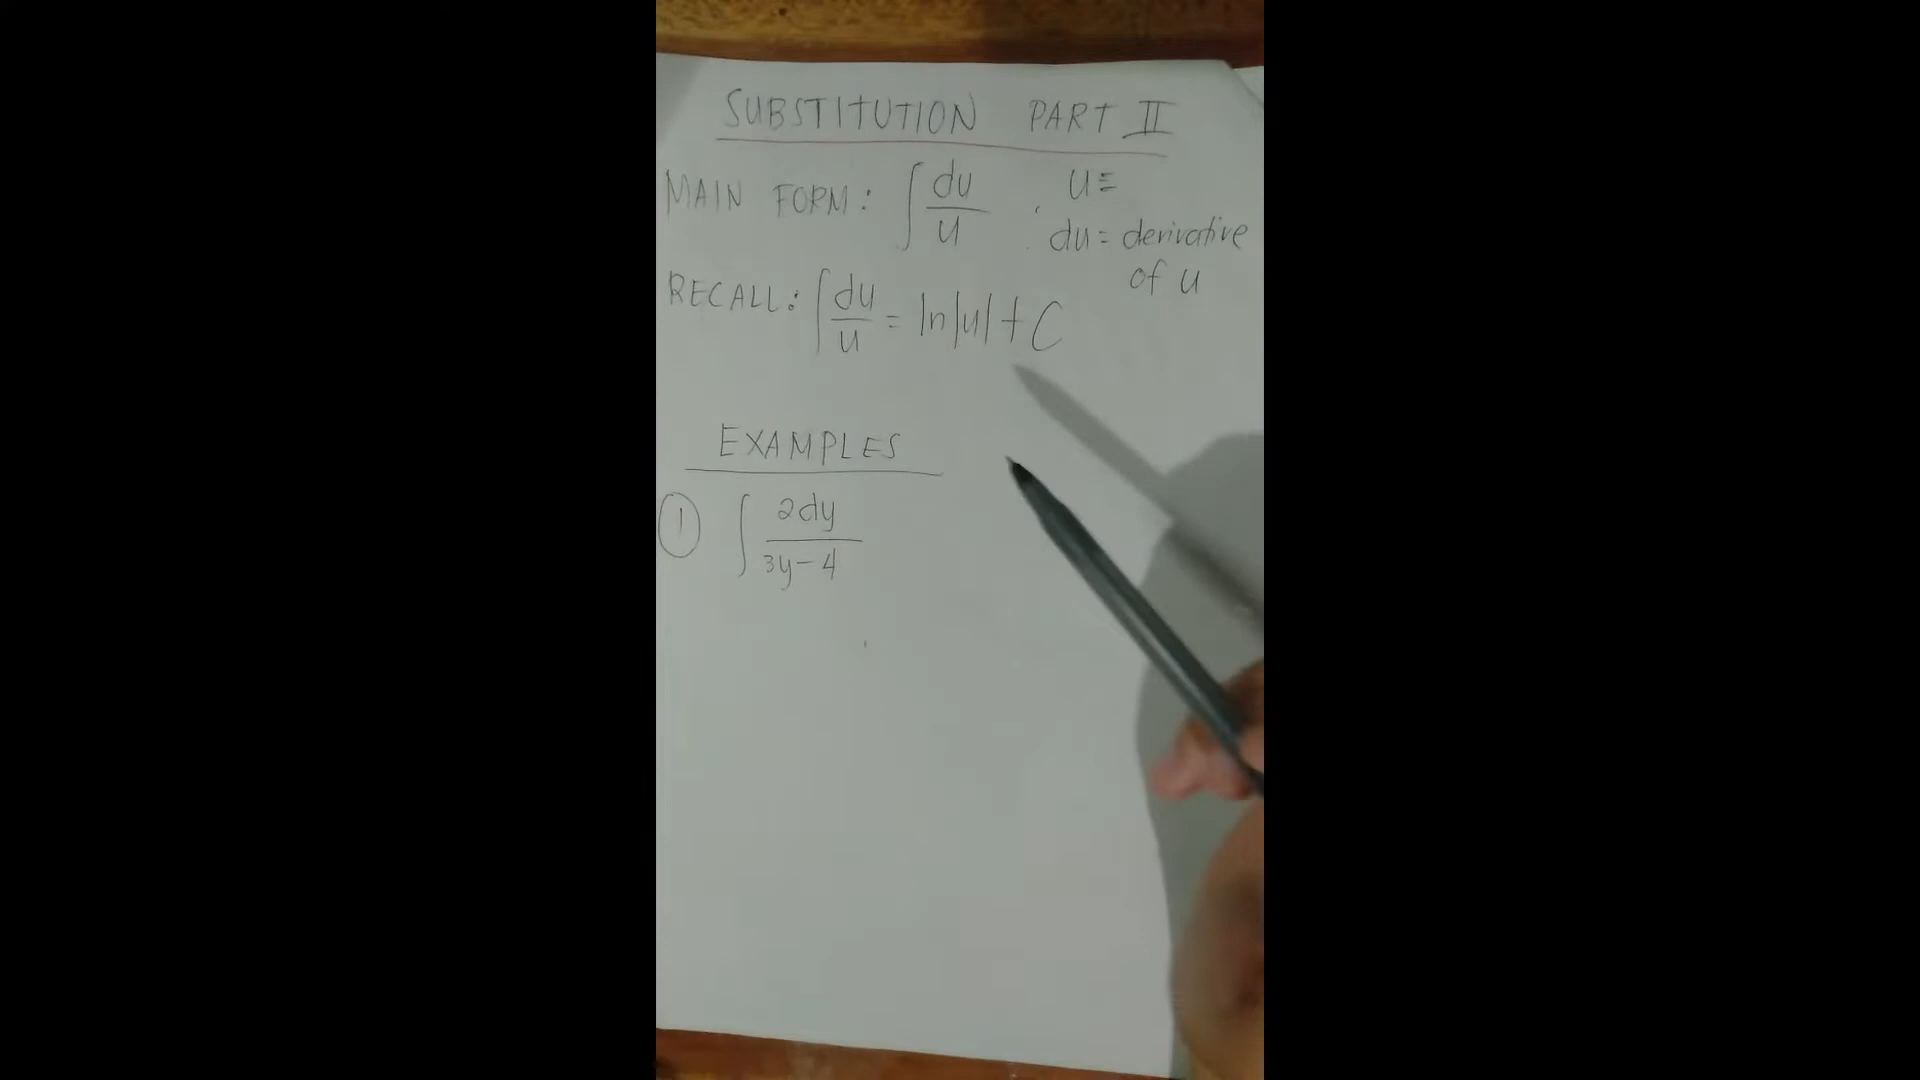 SUBSTITUTION PART II
MAIN FORM: ∫ du/u ; u =
du = derivative
of u
RECALL: ∫ du/u = ln|u| + C
EXAMPLES
① ∫ 2dy/3y-4